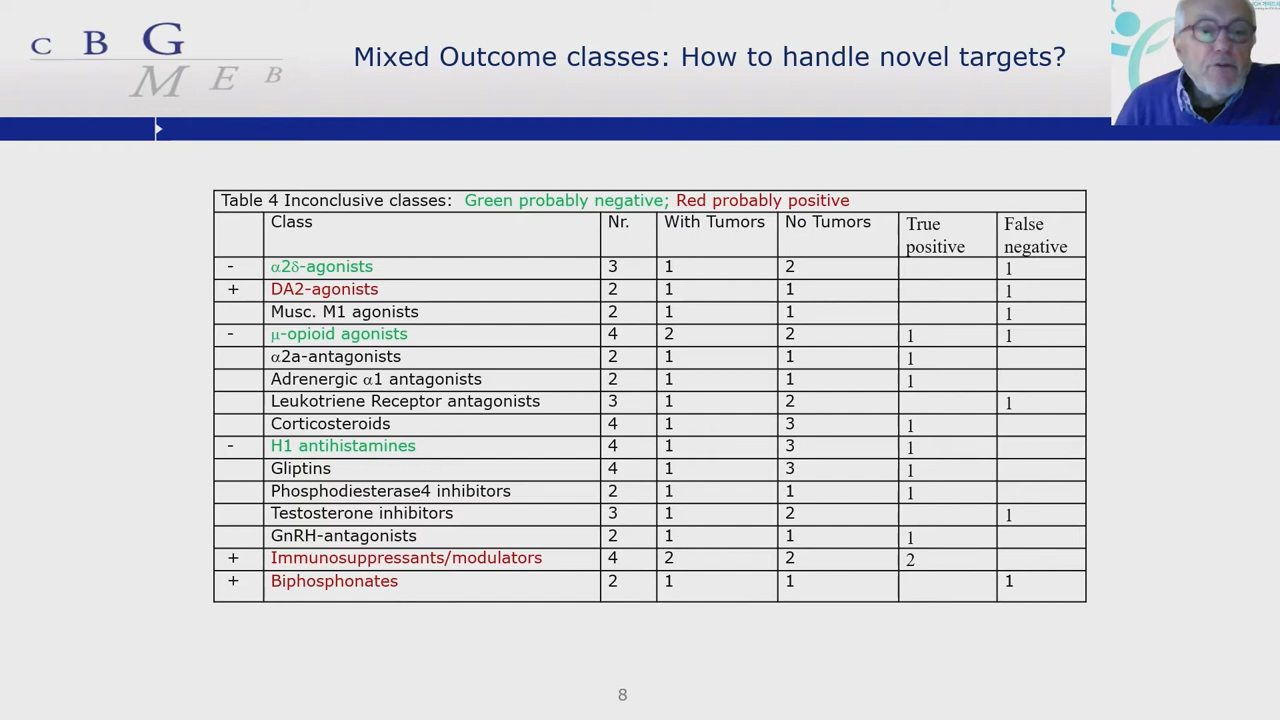 C B G
M E B
Mixed Outcome classes: How to handle novel targets?
Table 4 Inconclusive classes: Green probably negative; Red probably positive
Class Nr. With Tumors No Tumors True positive False negative
- α2δ-agonists 3 1 2 1
+ DA2-agonists 2 1 1 1
Musc. M1 agonists 2 1 1 1
- μ-opioid agonists 4 2 2 1 1
α2a-antagonists 2 1 1 1
Adrenergic α1 antagonists 2 1 1 1
Leukotriene Receptor antagonists 3 1 2 1
Corticosteroids 4 1 3 1
- H1 antihistamines 4 1 3 1
Gliptins 4 1 3 1
Phosphodiesterase4 inhibitors 2 1 1 1
Testosterone inhibitors 3 1 2 1
GnRH-antagonists 2 1 1 1
+ Immunosuppressants/modulators 4 2 2 2
+ Biphosphonates 2 1 1 1
8